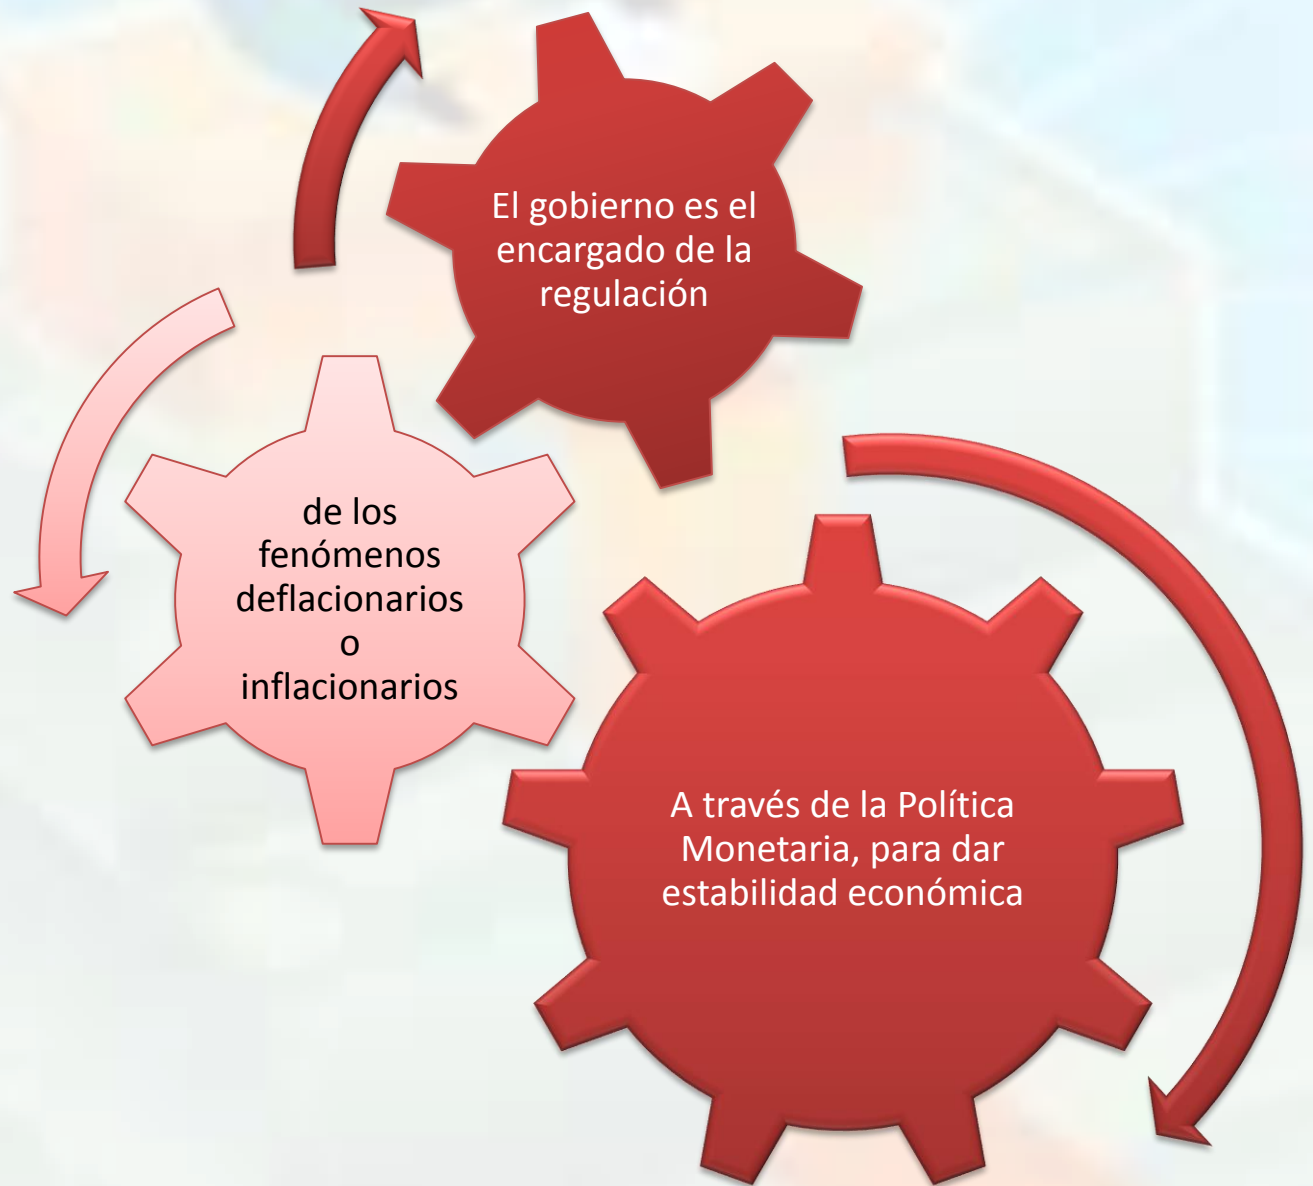 El gobierno es el
encargado de la
regulación
de los
fenómenos
deflacionarios
o
inflacionarios
A través de la Política
Monetaria, para dar
estabilidad económica